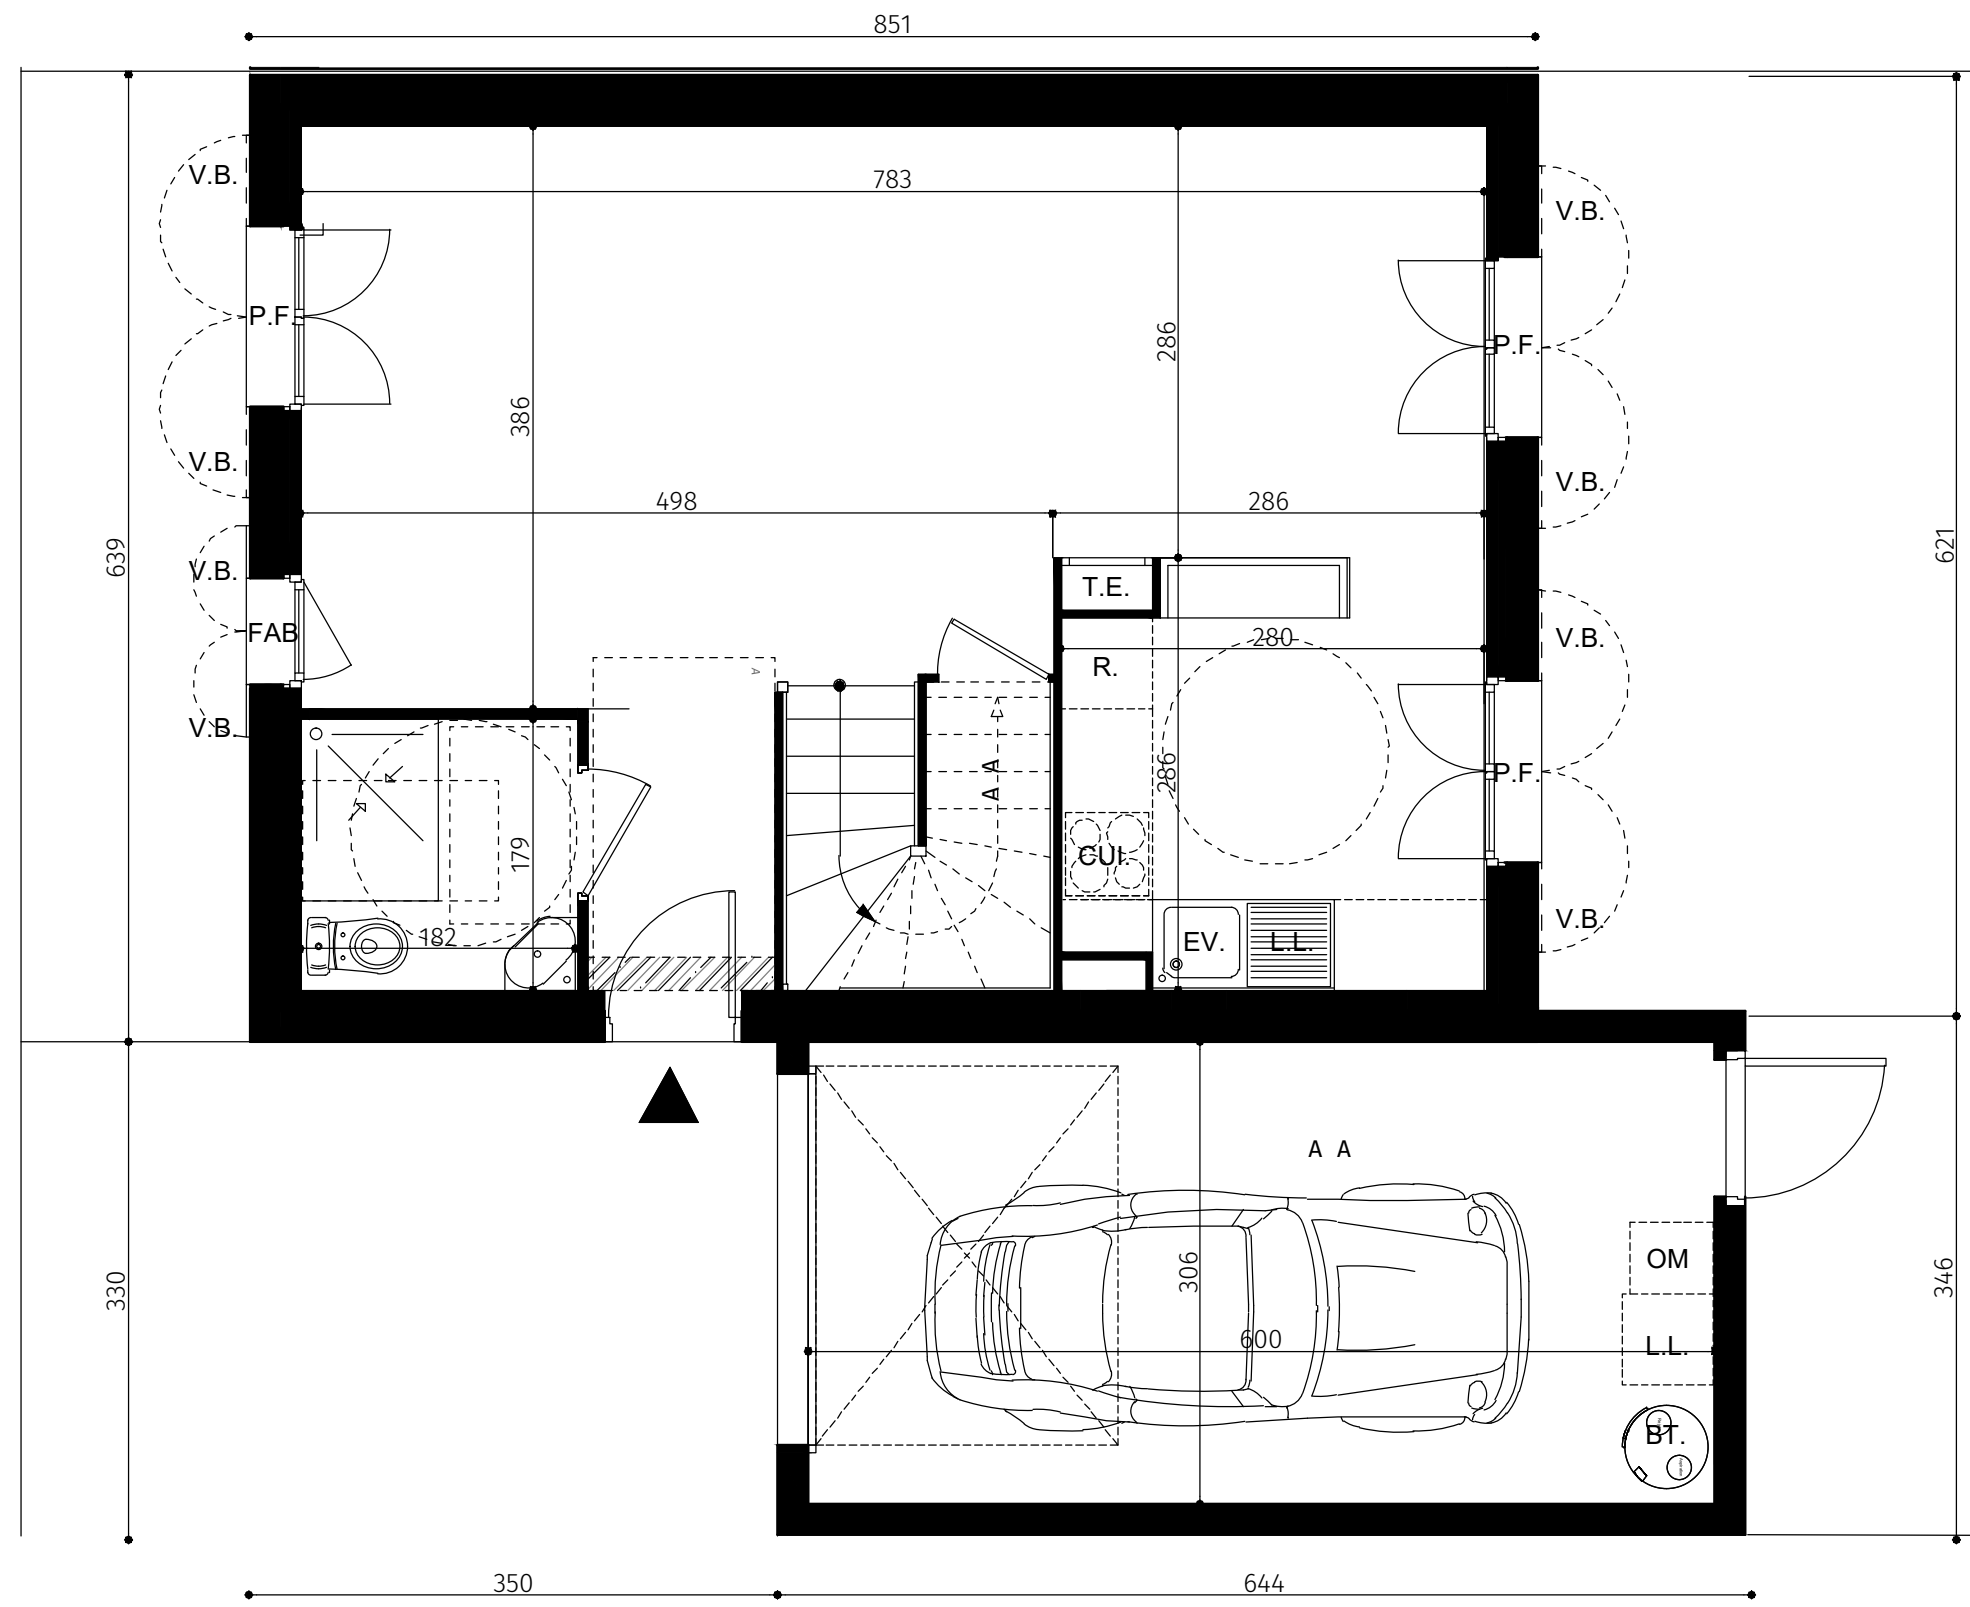 851
V.B.
V.B.
783
P.F.
P.F.
286
386
V.B.
V.B.
498
286
639
621
V.B.
T.E.
FAB
280
V.B.
R.
A
V.B.
286
P.F.
A A
179
CUI.
V.B.
182
EV.
L.L.
A A
OM
306
330
346
600
L.L.
BT.
350
644